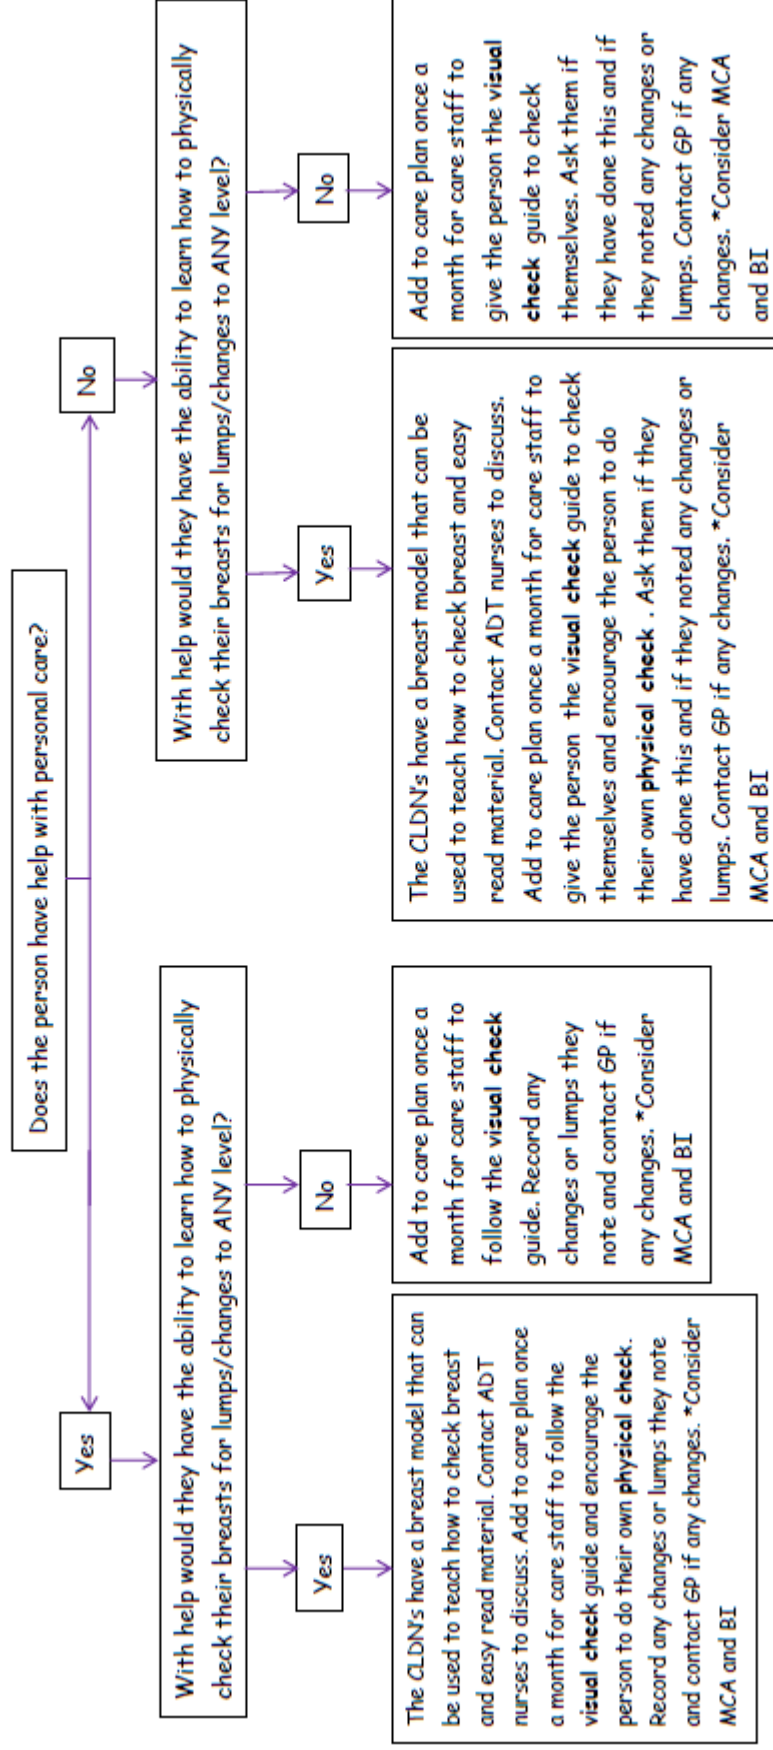 Does the person have help with personal care?
Yes
No
With help would they have the ability to learn how to physically
check their breasts for lumps/changes to ANY level?
With help would they have the ability to learn how to physically
check their breasts for lumps/changes to ANY level?
Yes
No
Yes
No
The CLDN's have a breast model that can
be used to teach how to check breast
and easy read material. Contact ADT
nurses to discuss. Add to care plan once
a month for care staff to follow the
visual check guide and encourage the
person to do their own physical check.
Record any changes or lumps they note
and contact GP if any changes. *Consider
MCA and BI
Add to care plan once a
month for care staff to
follow the visual check
guide. Record any
changes or lumps they
note and contact GP if
any changes. *Consider
MCA and BI
The CLDN's have a breast model that can be
used to teach how to check breast and easy
read material. Contact ADT nurses to discuss.
Add to care plan once a month for care staff to
give the person the visual check guide to check
themselves and encourage the person to do
their own physical check . Ask them if they
have done this and if they noted any changes or
lumps. Contact GP if any changes. *Consider
MCA and BI
Add to care plan once a
month for care staff to
give the person the visual
check guide to check
themselves. Ask them if
they have done this and if
they noted any changes or
lumps. Contact GP if any
changes. *Consider MCA
and BI